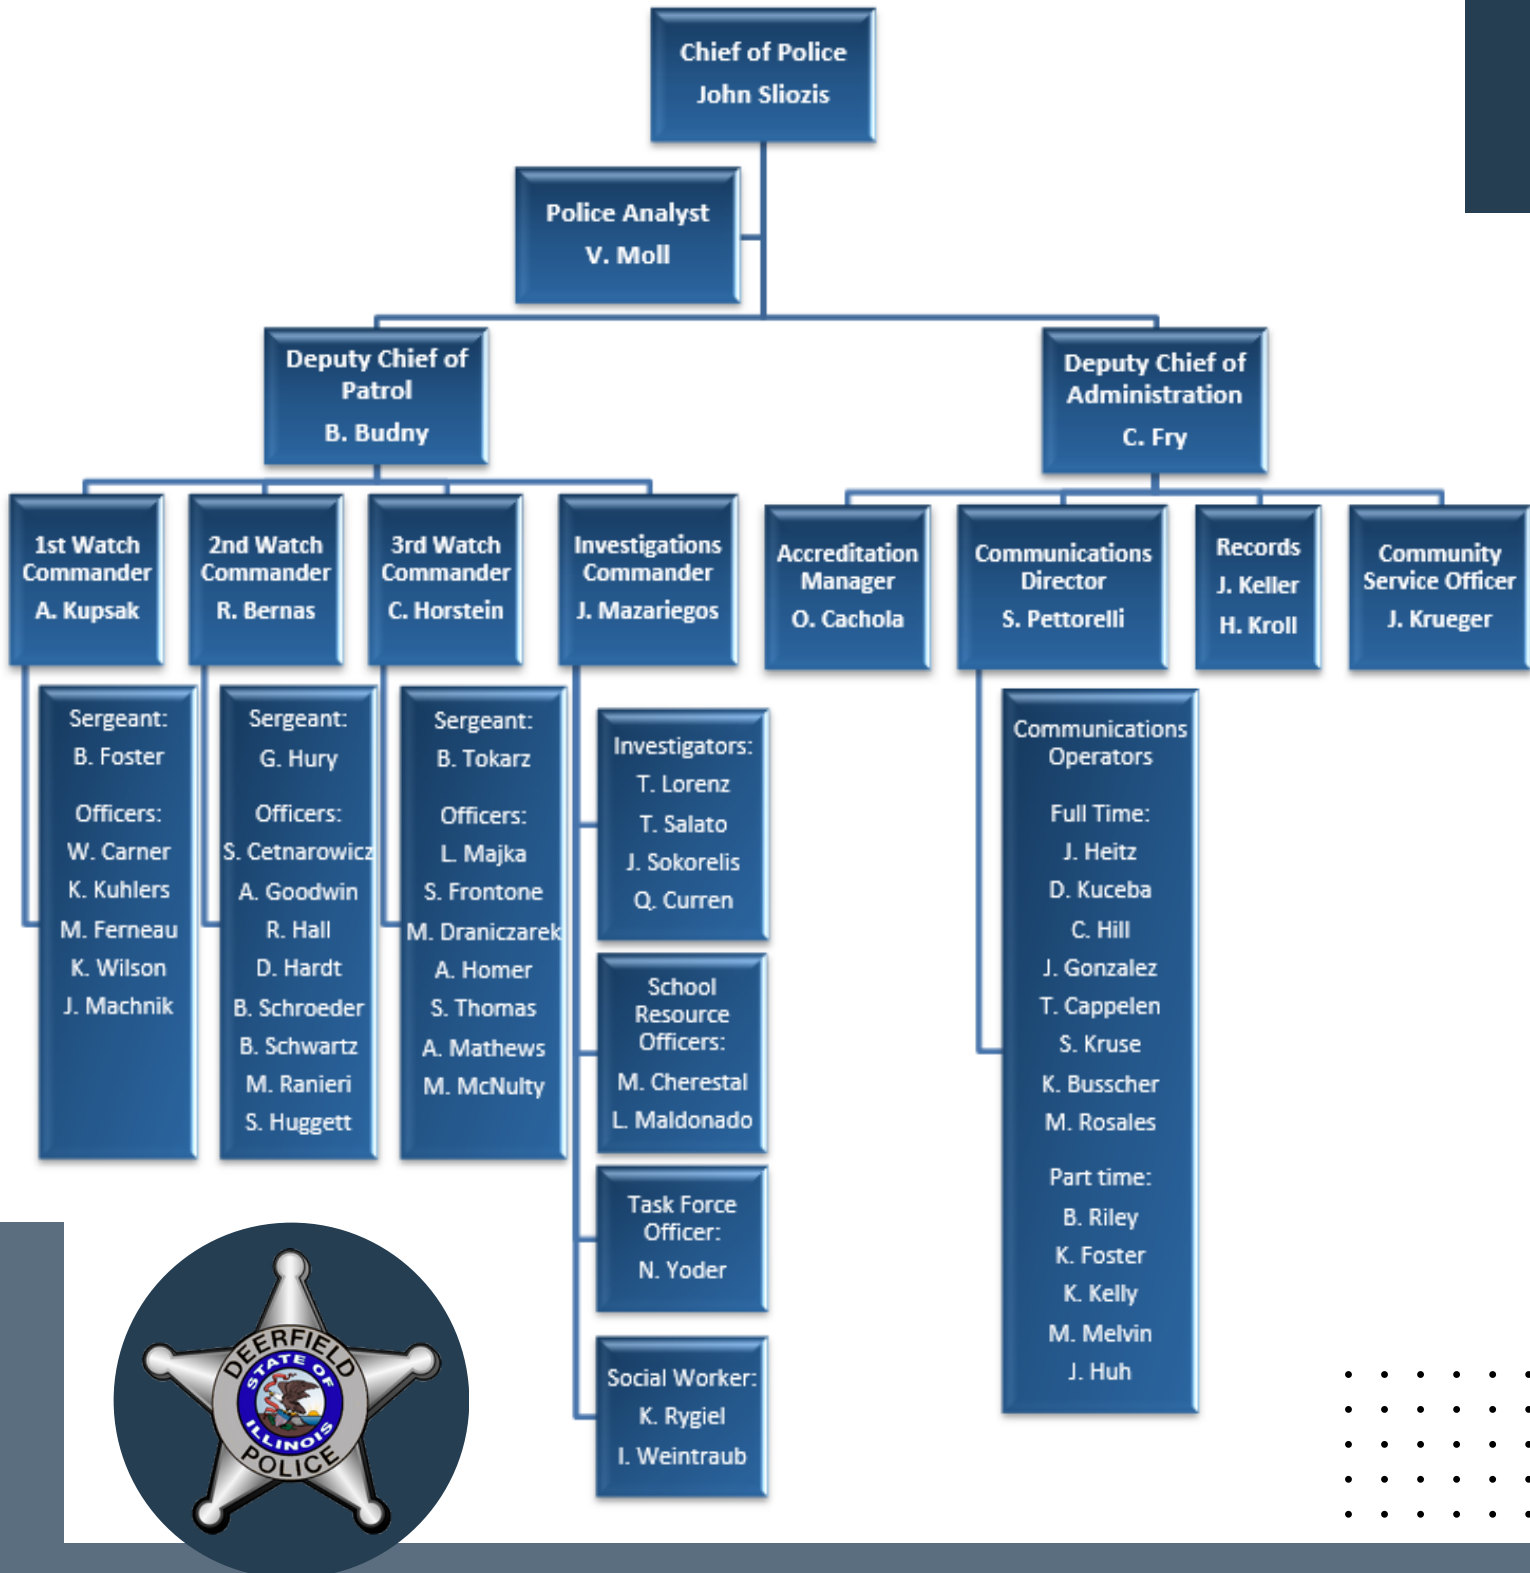 Chief of Police
John Sliozis
Police Analyst
V. Moll
Deputy Chief of
Patrol
B. Budny
Deputy Chief of
Administration
C. Fry
1st Watch
Commander
A. Kupsak
2nd Watch
Commander
R. Bernas
3rd Watch
Commander
C. Horstein
Investigations
Commander
J. Mazariegos
Accreditation
Manager
O. Cachola
Communications
Director
S. Pettorelli
Records
J. Keller
H. Kroll
Community
Service Officer
J. Krueger
Sergeant:
B. Foster
Officers:
W. Carner
K. Kuhlers
M. Ferneau
K. Wilson
J. Machnik
Sergeant:
G. Hury
Officers:
S. Cetnarowicz
A. Goodwin
R. Hall
D. Hardt
B. Schroeder
B. Schwartz
M. Ranieri
S. Huggett
Sergeant:
B. Tokarz
Officers:
L. Majka
S. Frontone
M. Draniczarek
A. Homer
S. Thomas
A. Mathews
M. McNulty
Investigators:
T. Lorenz
T. Salato
J. Sokorelis
Q. Curren
School
Resource
Officers:
M. Cherestal
L. Maldonado
Task Force
Officer:
N. Yoder
Social Worker:
K. Rygiel
I. Weintraub
Communications
Operators
Full Time:
J. Heitz
D. Kuceba
C. Hill
J. Gonzalez
T. Cappelen
S. Kruse
K. Busscher
M. Rosales
Part time:
B. Riley
K. Foster
K. Kelly
M. Melvin
J. Huh
DEERFIELD
STATE OF
ILLINOIS
POLICE